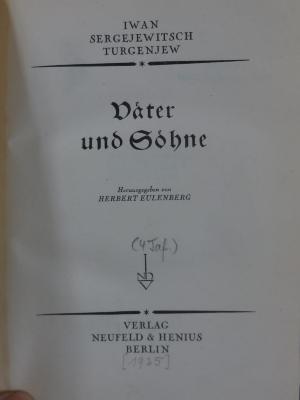 IWAN
SERGEJEWITSCH
TURGENJEW
Väter
und Söhne
Herausgegeben von
HERBERT EULENBERG
(4 Taf.)
VERLAG
NEUFELD & HENIUS
BERLIN
[1925]